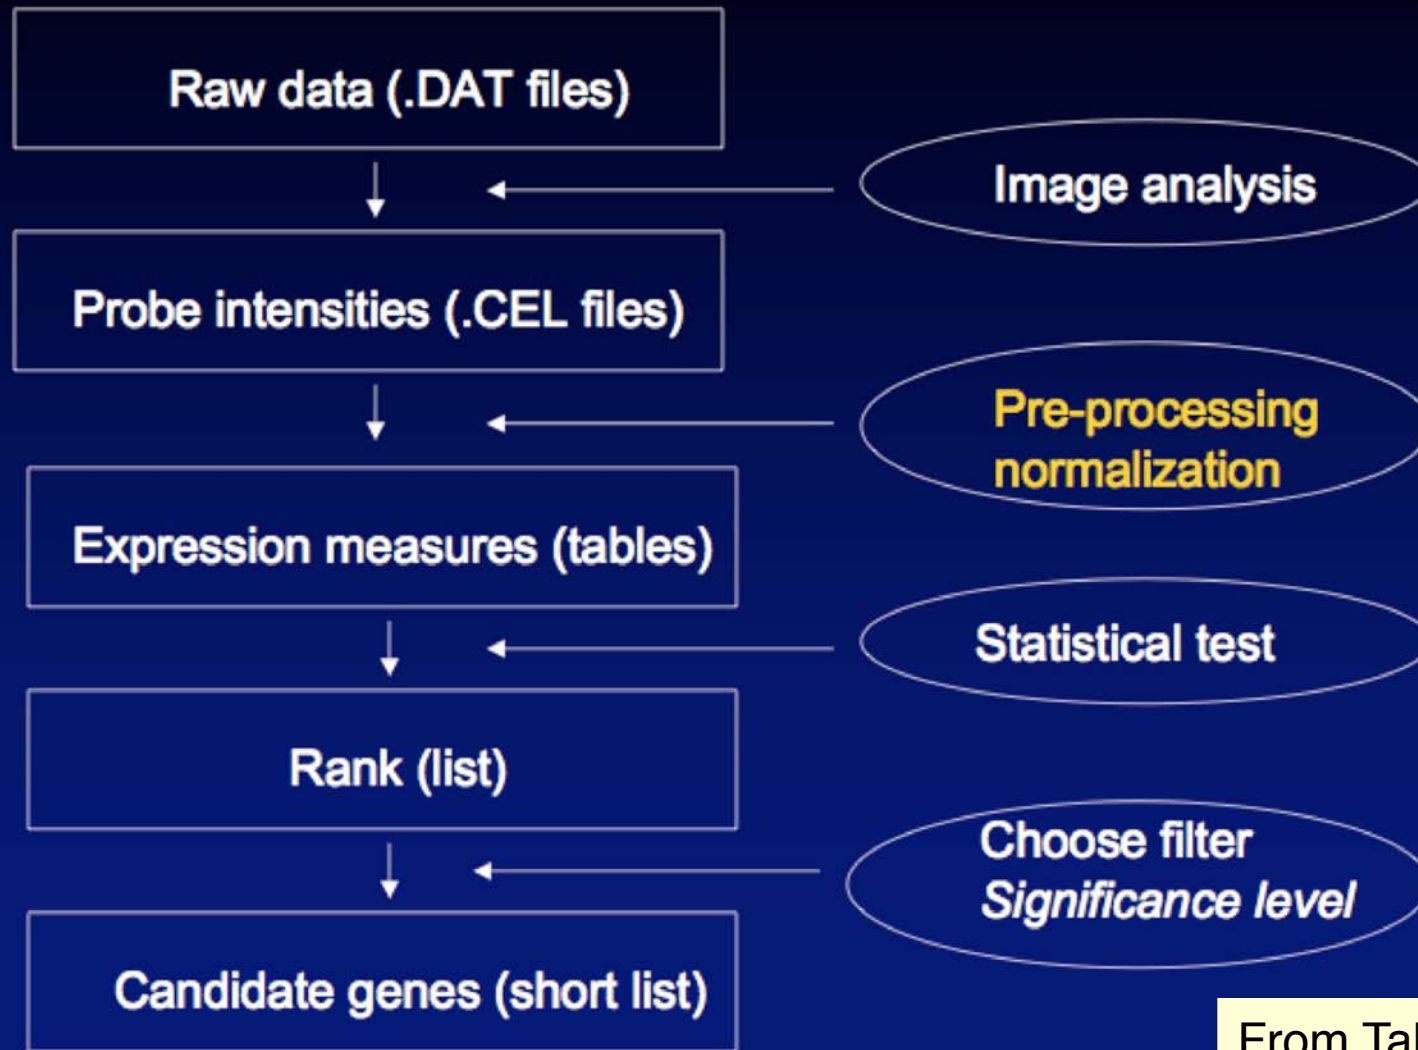 Raw data (.DAT files)
Image analysis
Probe intensities (.CEL files)
Pre-processing
normalization
Expression measures (tables)
Statistical test
Rank (list)
Choose filter
Significance level
Candidate genes (short list)
From